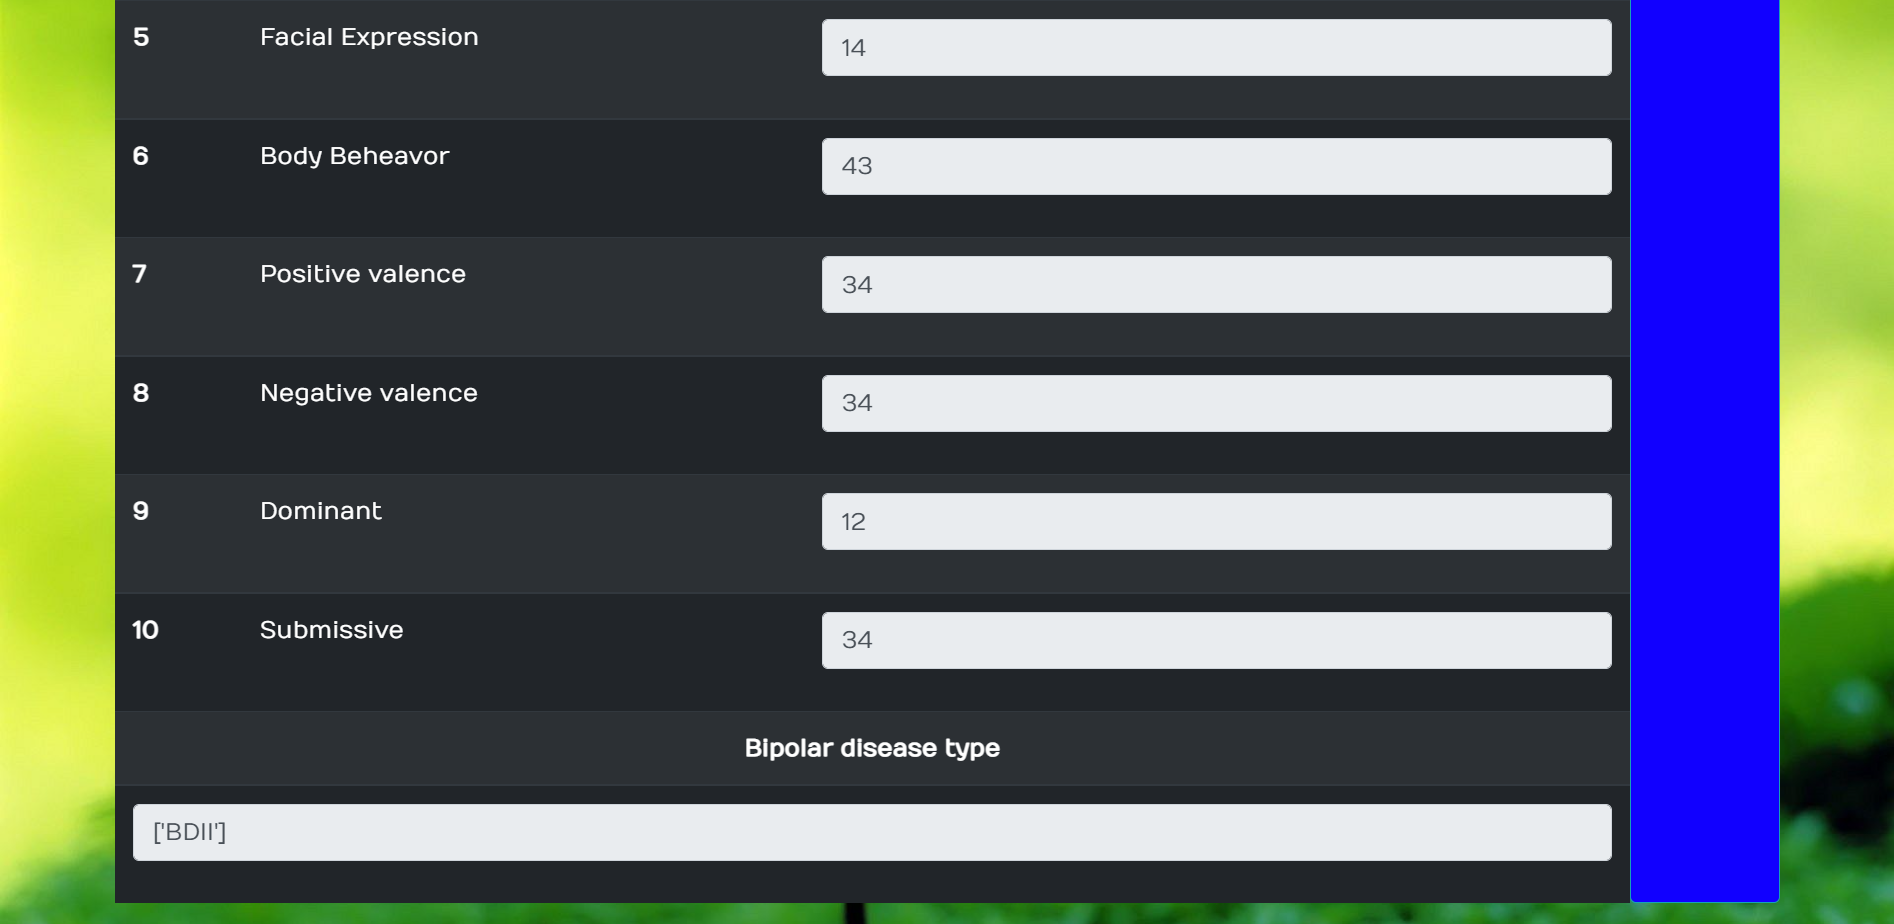 5 Facial Expression 14
6 Body Beheavor 43
7 Positive valence 34
8 Negative valence 34
9 Dominant 12
10 Submissive 34
Bipolar disease type
['BDII']